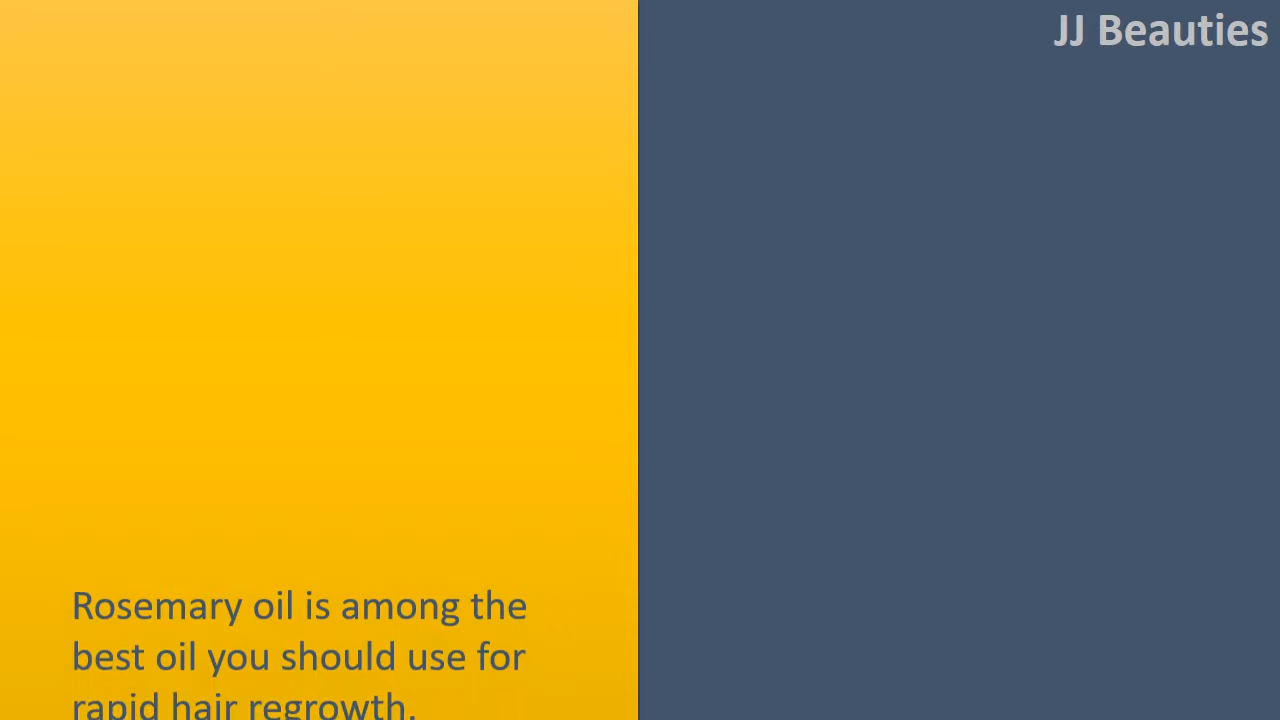 JJ Beauties
Rosemary oil is among the
best oil you should use for
rapid hair regrowth.